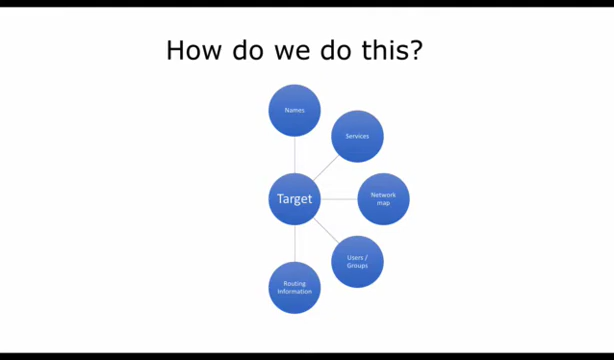 How do we do this?
Names
Services
Target
Network
map
Users /
Groups
Routing
Information